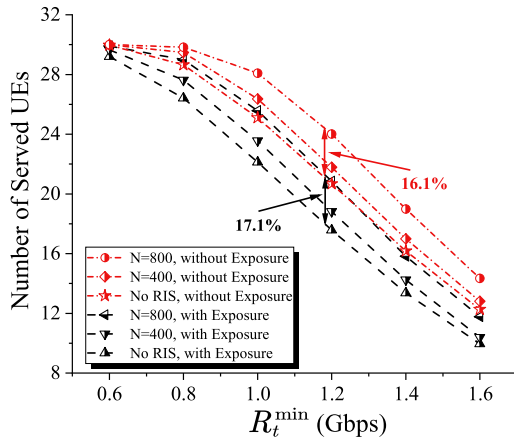 32
28
24
20
16
12
8
Number of Served UEs
16.1%
17.1%
N=800, without Exposure
N=400, without Exposure
No RIS, without Exposure
N=800, with Exposure
N=400, with Exposure
No RIS, with Exposure
0.6 0.8 1.0 1.2 1.4 1.6
R_t^min (Gbps)